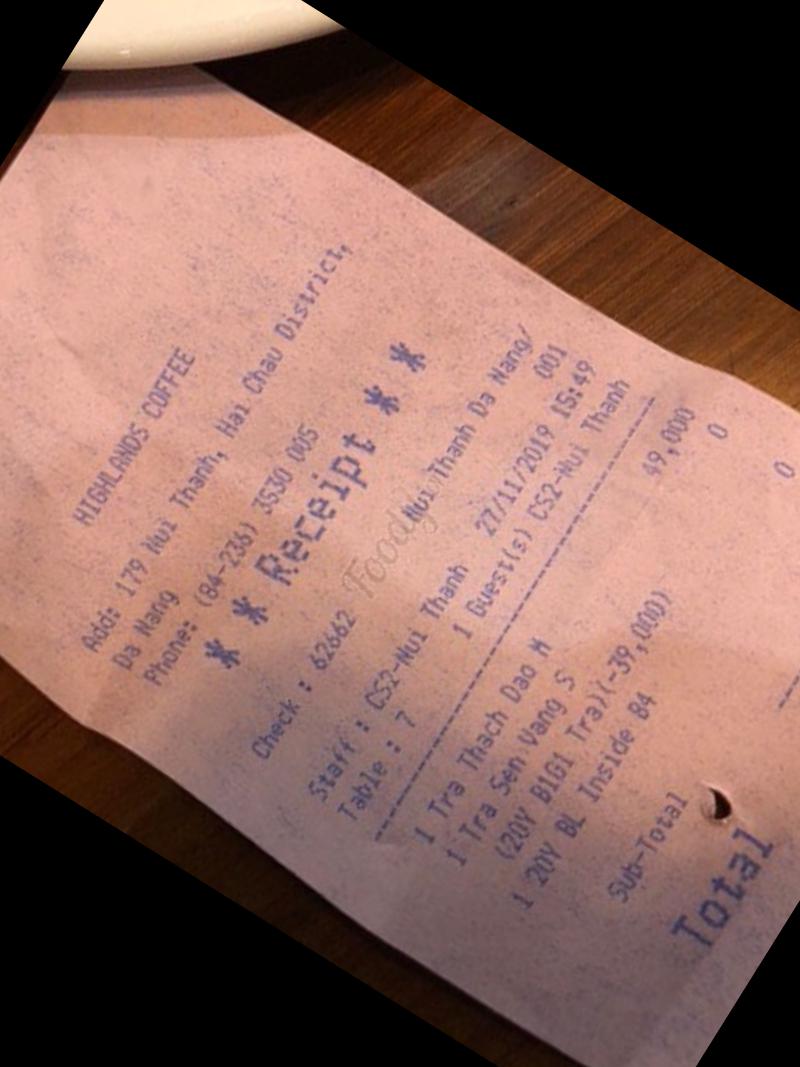 HIGHLANDS COFFEE
Add: 179 Nui Thanh, Hai Chau District,
Da Nang
Phone: (84-236) 3530 005
* * Receipt * *
Nui Thanh Da Nang/
Check : 62662 001
27/11/2019 15:49
Staff : CS2-Nui Thanh CS2-Nui Thanh
Table : 7 1 Guest(s)
1 Tra Thach Dao M 49,000
1 Tra Sen Vang S 0
(20Y B1G1 Tra)(-39,000)
1 20Y BL Inside B4 0
Sub-Total
Total
Foody